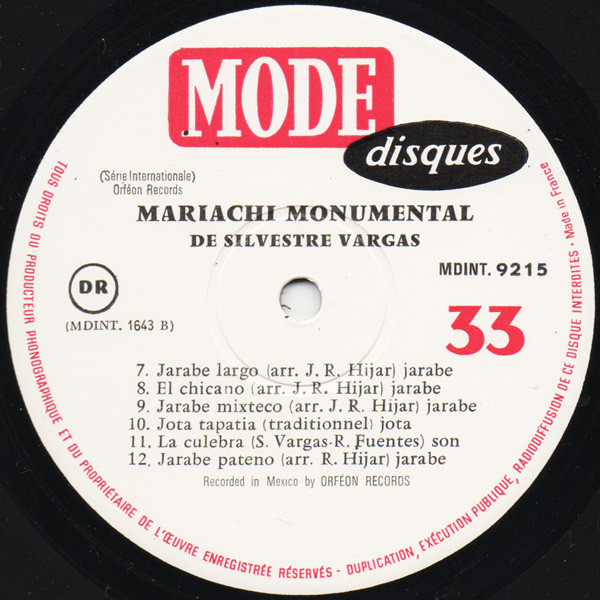 MODE
disques
(Série Internationale)
Orféon Records
MARIACHI MONUMENTAL
DE SILVESTRE VARGAS
DR
(MDINT. 1643 B)
MDINT. 9215
33
7. Jarabe largo (arr. J. R. Hijar) jarabe
8. El chicano (arr. J. R. Hijar) jarabe
9. Jarabe mixteco (arr. J. R. Hijar) jarabe
10. Jota tapatia (traditionnel) jota
11. La culebra (S. Vargas-R. Fuentes) son
12. Jarabe pateno (arr. R. Hijar) jarabe
Recorded in Mexico by ORFÉON RECORDS
TOUS DROITS DU PRODUCTEUR PHONOGRAPHIQUE ET DU PROPRIÉTAIRE DE L'ŒUVRE ENREGISTRÉE RÉSERVÉS - DUPLICATION, EXÉCUTION PUBLIQUE, RADIODIFFUSION DE CE DISQUE INTERDITES · Made in France